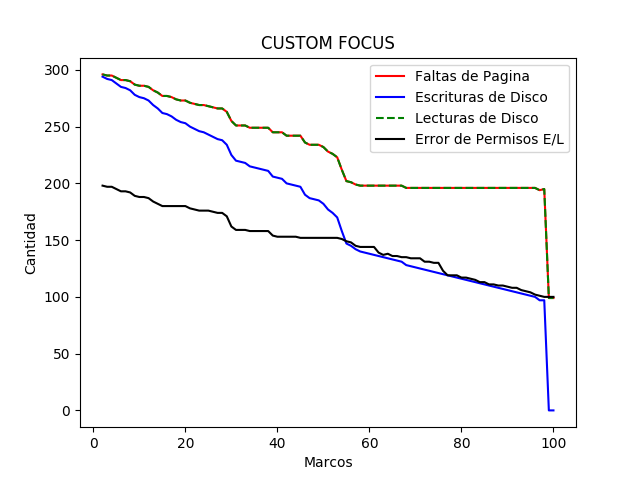 CUSTOM FOCUS
Faltas de Pagina
Escrituras de Disco
Lecturas de Disco
Error de Permisos E/L
Cantidad
300
250
200
150
100
50
0
0 20 40 60 80 100
Marcos